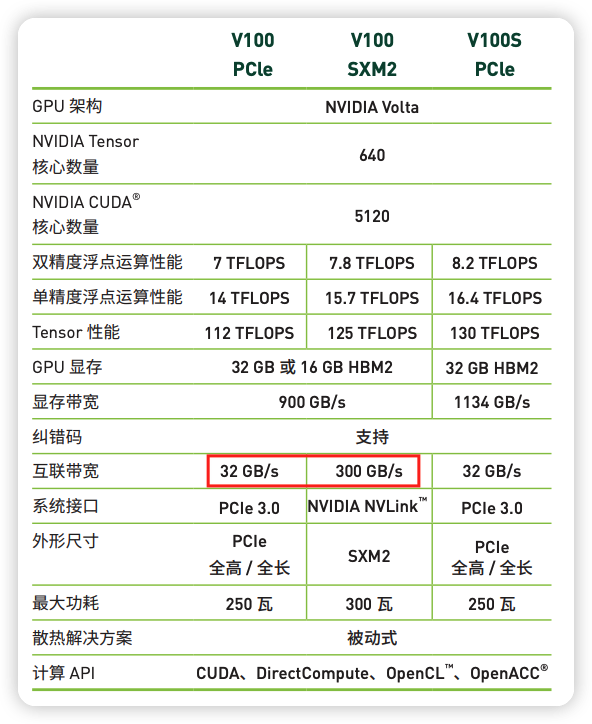 V100 V100 V100S
PCIe SXM2 PCIe
GPU 架构 NVIDIA Volta
NVIDIA Tensor
核心数量 640
NVIDIA CUDA®
核心数量 5120
双精度浮点运算性能 7 TFLOPS 7.8 TFLOPS 8.2 TFLOPS
单精度浮点运算性能 14 TFLOPS 15.7 TFLOPS 16.4 TFLOPS
Tensor 性能 112 TFLOPS 125 TFLOPS 130 TFLOPS
GPU 显存 32 GB 或 16 GB HBM2 32 GB HBM2
显存带宽 900 GB/s 1134 GB/s
纠错码 支持
互联带宽 32 GB/s 300 GB/s 32 GB/s
系统接口 PCIe 3.0 NVIDIA NVLink™ PCIe 3.0
外形尺寸 PCIe
全高 / 全长 SXM2 PCIe
全高 / 全长
最大功耗 250 瓦 300 瓦 250 瓦
散热解决方案 被动式
计算 API CUDA、DirectCompute、OpenCL™、OpenACC®